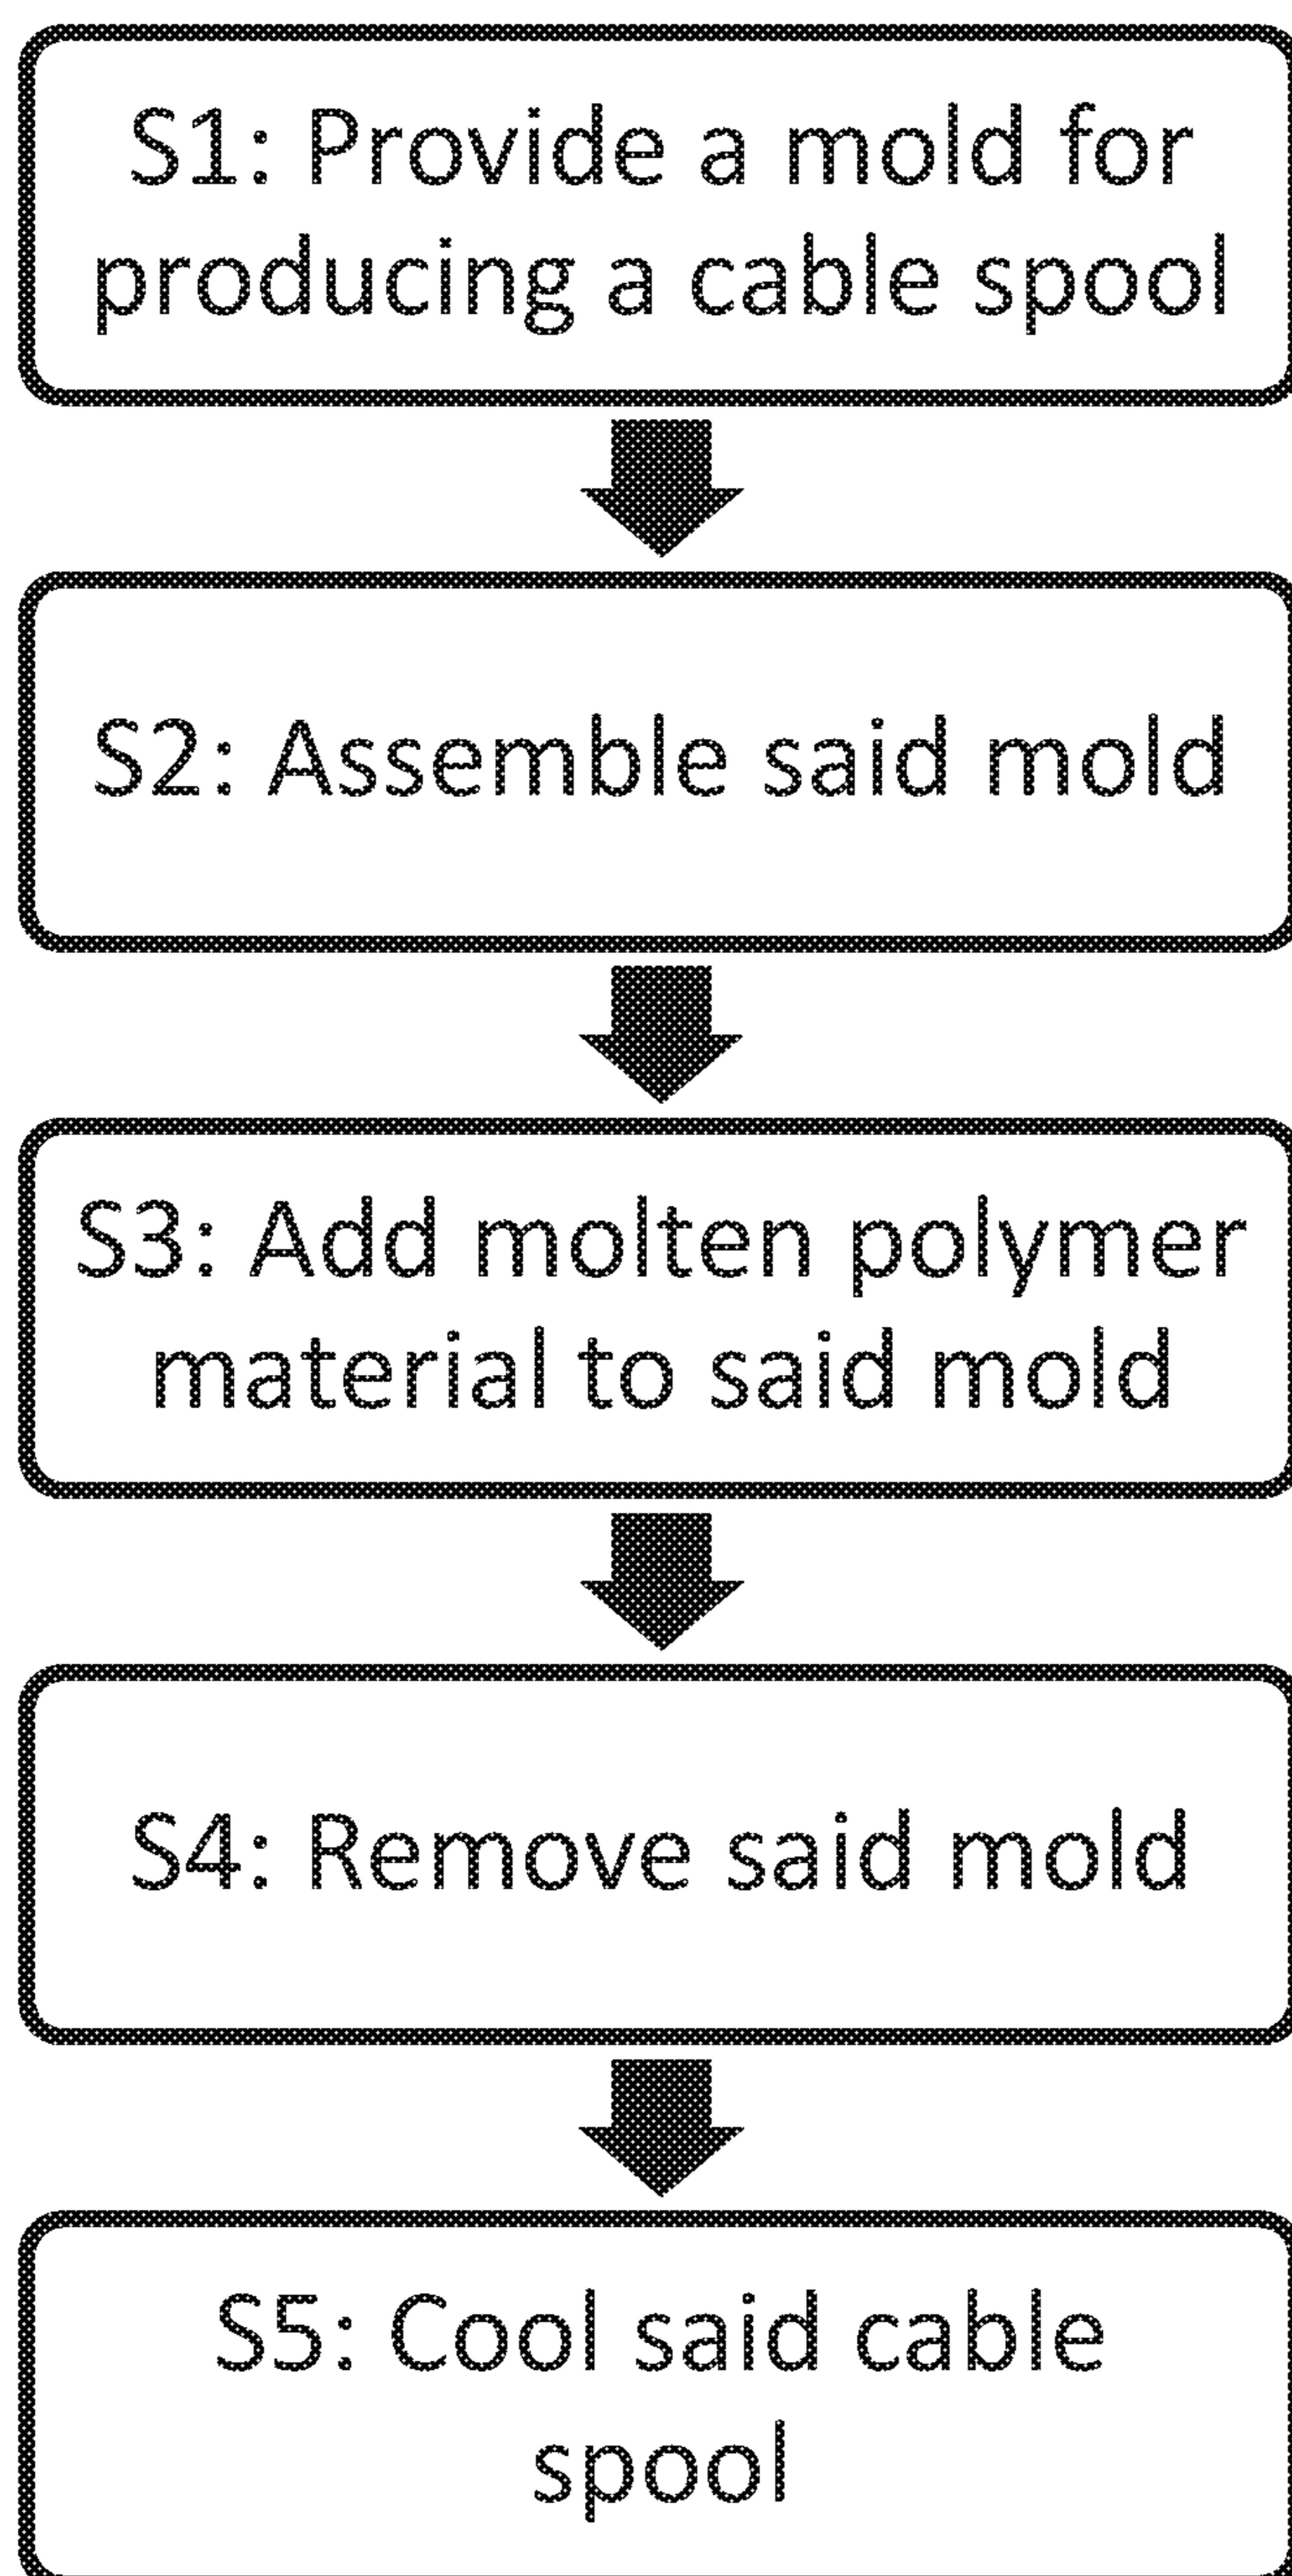 S1: Provide a mold for
producing a cable spool
S2: Assemble said mold
S3: Add molten polymer
material to said mold
S4: Remove said mold
S5: Cool said cable
spool